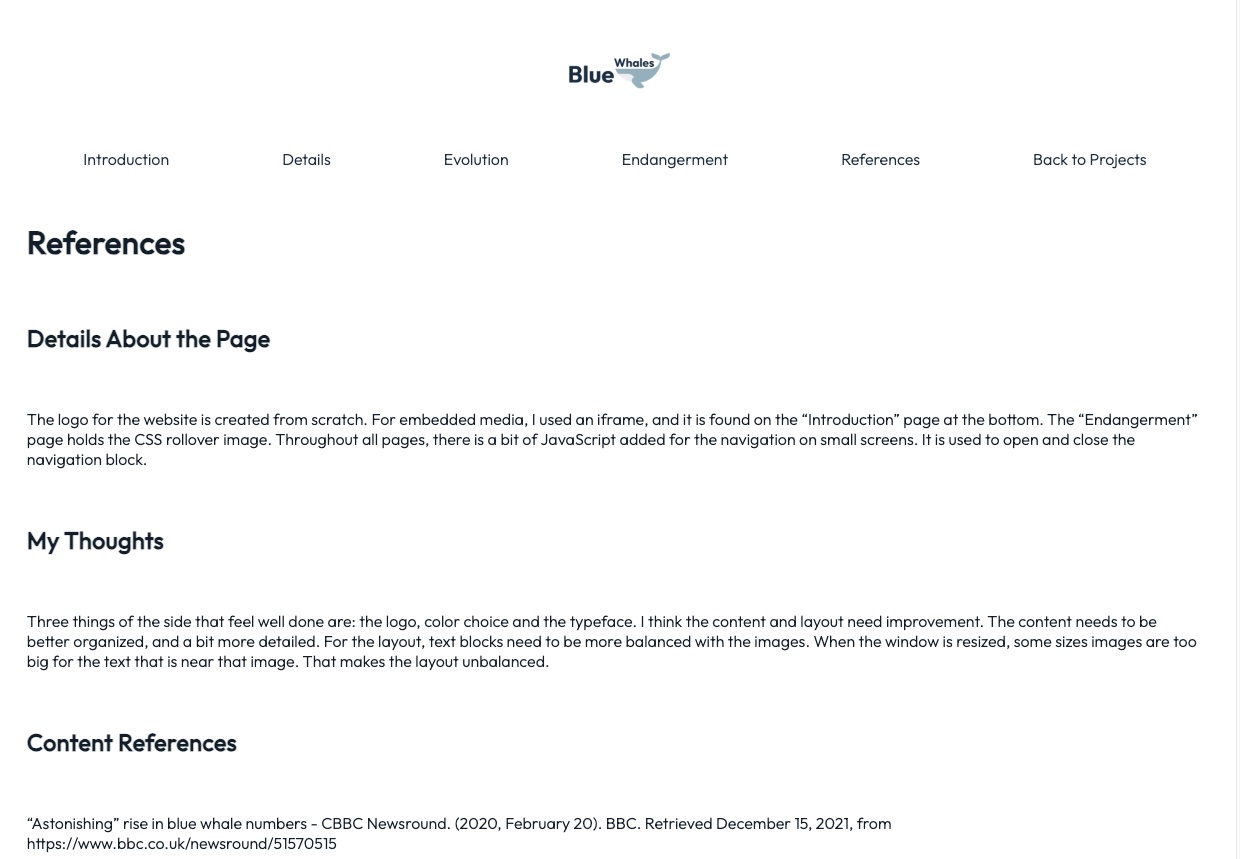 Blue Whales
Introduction Details Evolution Endangerment References Back to Projects
References
Details About the Page
The logo for the website is created from scratch. For embedded media, I used an iframe, and it is found on the “Introduction” page at the bottom. The “Endangerment”
page holds the CSS rollover image. Throughout all pages, there is a bit of JavaScript added for the navigation on small screens. It is used to open and close the
navigation block.
My Thoughts
Three things of the side that feel well done are: the logo, color choice and the typeface. I think the content and layout need improvement. The content needs to be
better organized, and a bit more detailed. For the layout, text blocks need to be more balanced with the images. When the window is resized, some sizes images are too
big for the text that is near that image. That makes the layout unbalanced.
Content References
“Astonishing” rise in blue whale numbers - CBBC Newsround. (2020, February 20). BBC. Retrieved December 15, 2021, from
https://www.bbc.co.uk/newsround/51570515